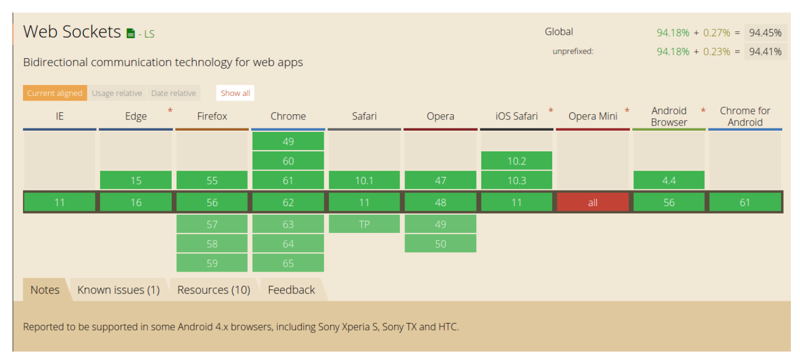 Web Sockets - LS
Global 94.18% + 0.27% = 94.45%
unprefixed: 94.18% + 0.23% = 94.41%
Bidirectional communication technology for web apps
Current aligned Usage relative Date relative Show all
IE Edge * Firefox Chrome Safari Opera iOS Safari * Opera Mini * Android Browser * Chrome for Android
49
60 10.2
15 55 61 10.1 47 10.3 4.4
11 16 56 62 11 48 11 all 56 61
57 63 TP 49
58 64 50
59 65
Notes Known issues (1) Resources (10) Feedback
Reported to be supported in some Android 4.x browsers, including Sony Xperia S, Sony TX and HTC.